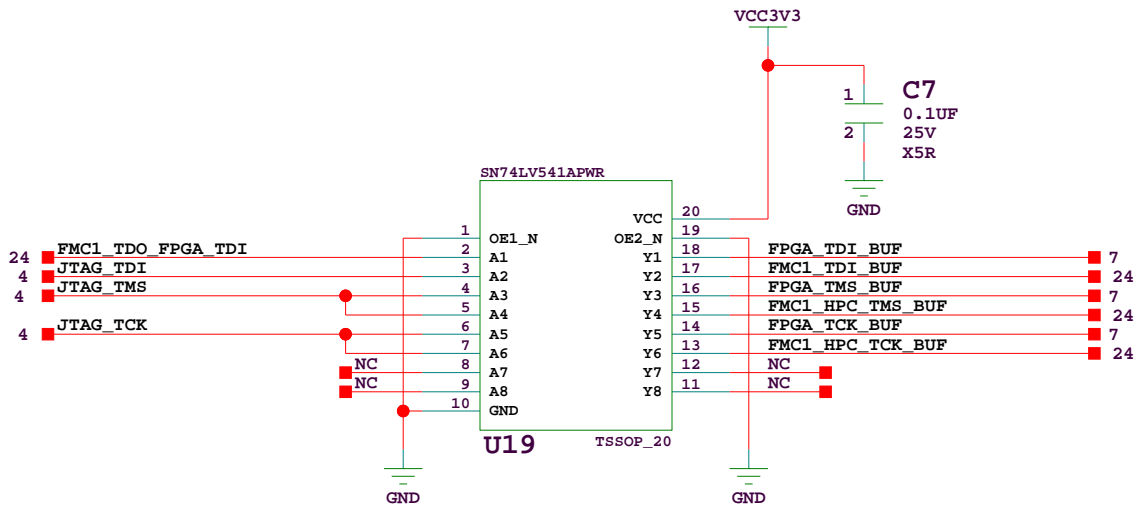 VCC3V3
C7
1
0.1UF
2
25V
X5R
GND
SN74LV541APWR
VCC 20
1 OE1_N OE2_N 19
24 FMC1_TDO_FPGA_TDI 2 A1 Y1 18 FPGA_TDI_BUF 7
4 JTAG_TDI 3 A2 Y2 17 FMC1_TDI_BUF 24
4 JTAG_TMS 4 A3 Y3 16 FPGA_TMS_BUF 7
5 A4 Y4 15 FMC1_HPC_TMS_BUF 24
4 JTAG_TCK 6 A5 Y5 14 FPGA_TCK_BUF 7
7 A6 Y6 13 FMC1_HPC_TCK_BUF 24
NC 8 A7 Y7 12 NC
NC 9 A8 Y8 11 NC
10 GND
U19 TSSOP_20
GND GND